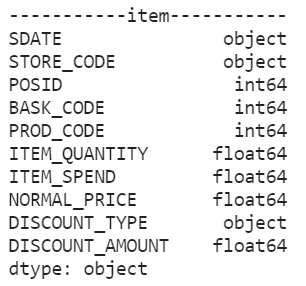 -----------item-----------
SDATE object
STORE_CODE object
POSID int64
BASK_CODE int64
PROD_CODE int64
ITEM_QUANTITY float64
ITEM_SPEND float64
NORMAL_PRICE float64
DISCOUNT_TYPE object
DISCOUNT_AMOUNT float64
dtype: object